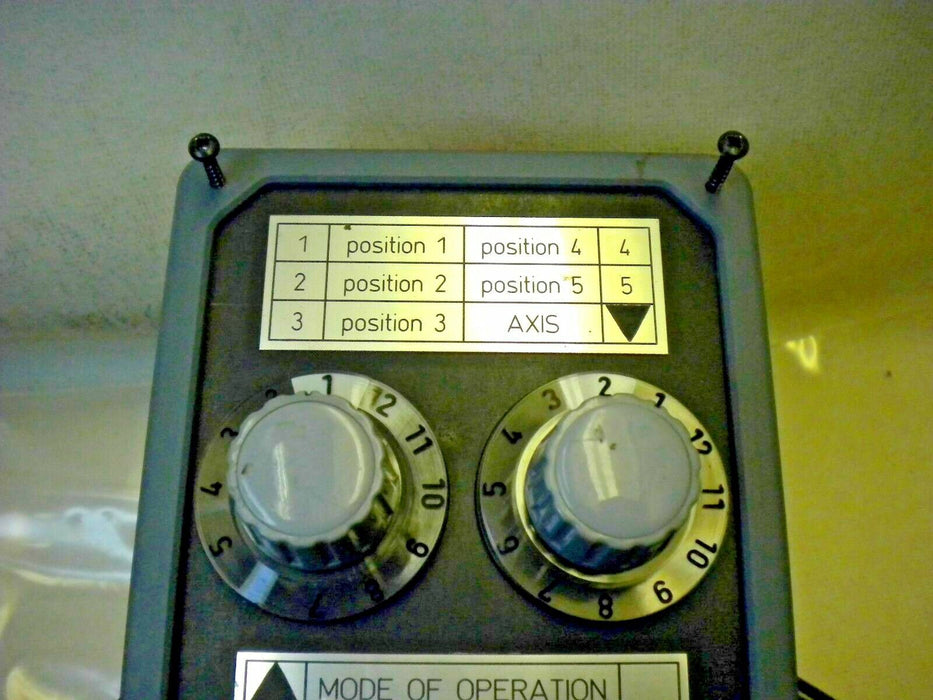 1 position 1 position 4 4
2 position 2 position 5 5
3 position 3 AXIS
1 12 11 10 9 8 7 5 4 3 2
2 1 12 11 10 9 8 7 6 5 4 3
MODE OF OPERATION